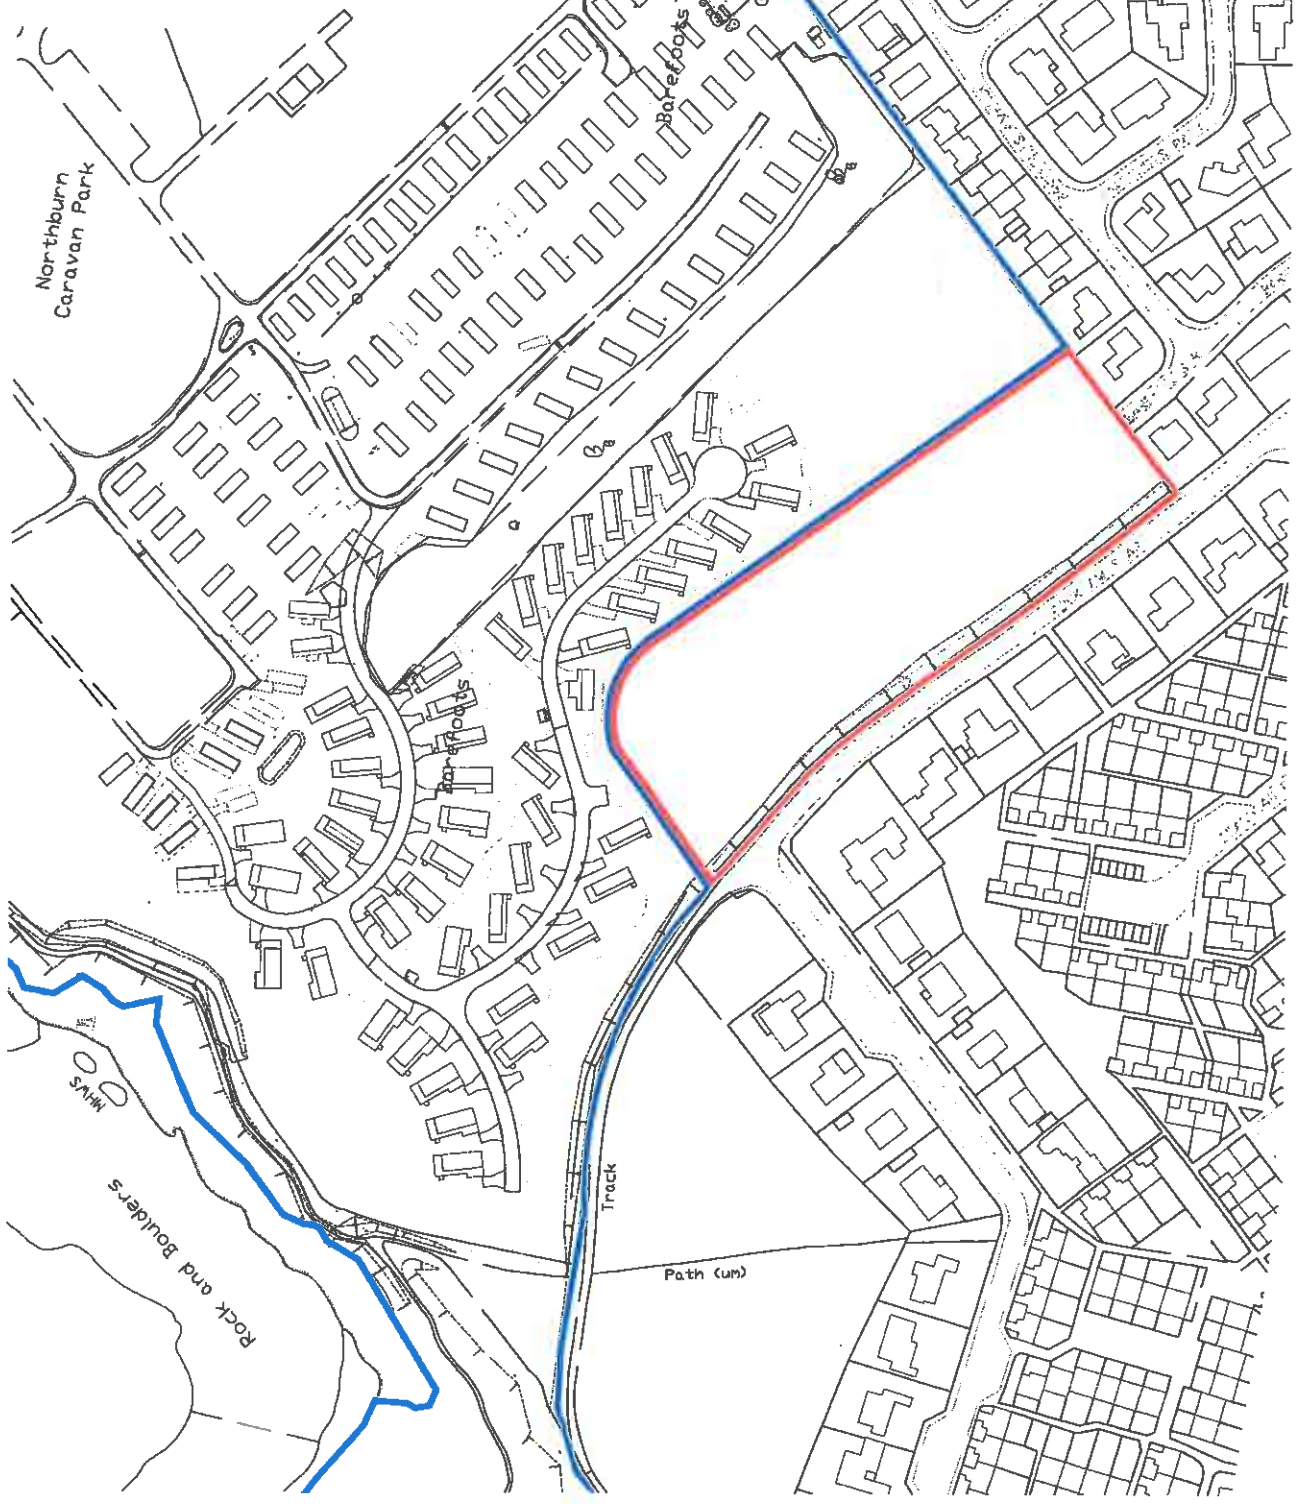 Northburn
Caravan Park
Barefoots
Barefoots
MHWS
Rock and Boulders
Track
Path (um)